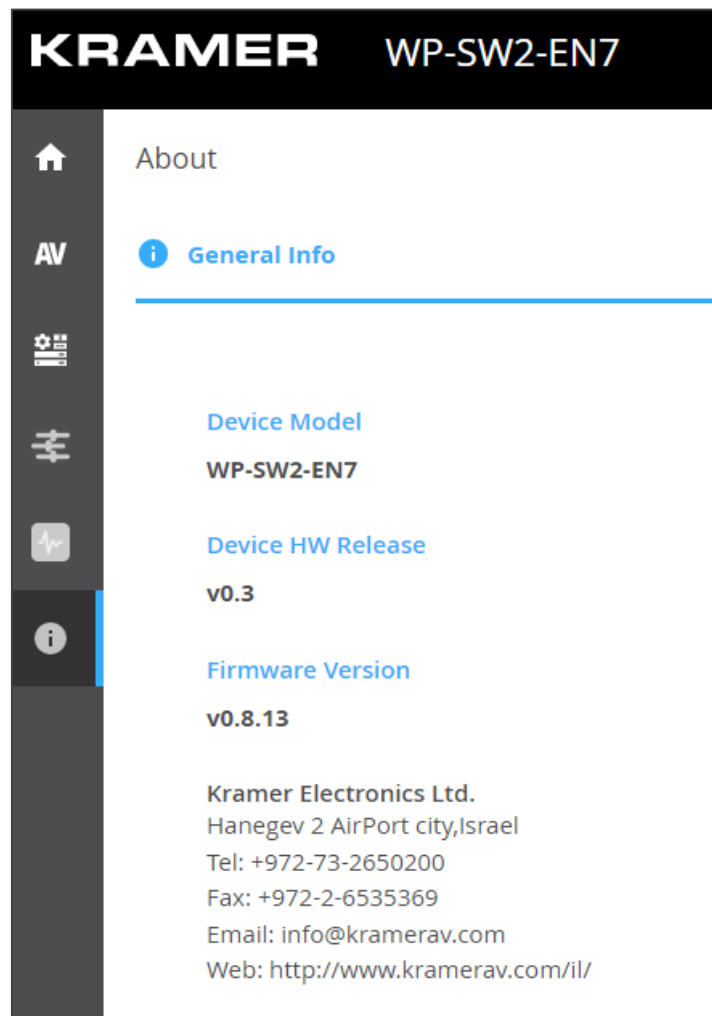 KRAMER WP-SW2-EN7
About
AV
General Info
Device Model
WP-SW2-EN7
Device HW Release
v0.3
Firmware Version
v0.8.13
Kramer Electronics Ltd.
Hanegev 2 AirPort city,Israel
Tel: +972-73-2650200
Fax: +972-2-6535369
Email: info@kramerav.com
Web: http://www.kramerav.com/il/